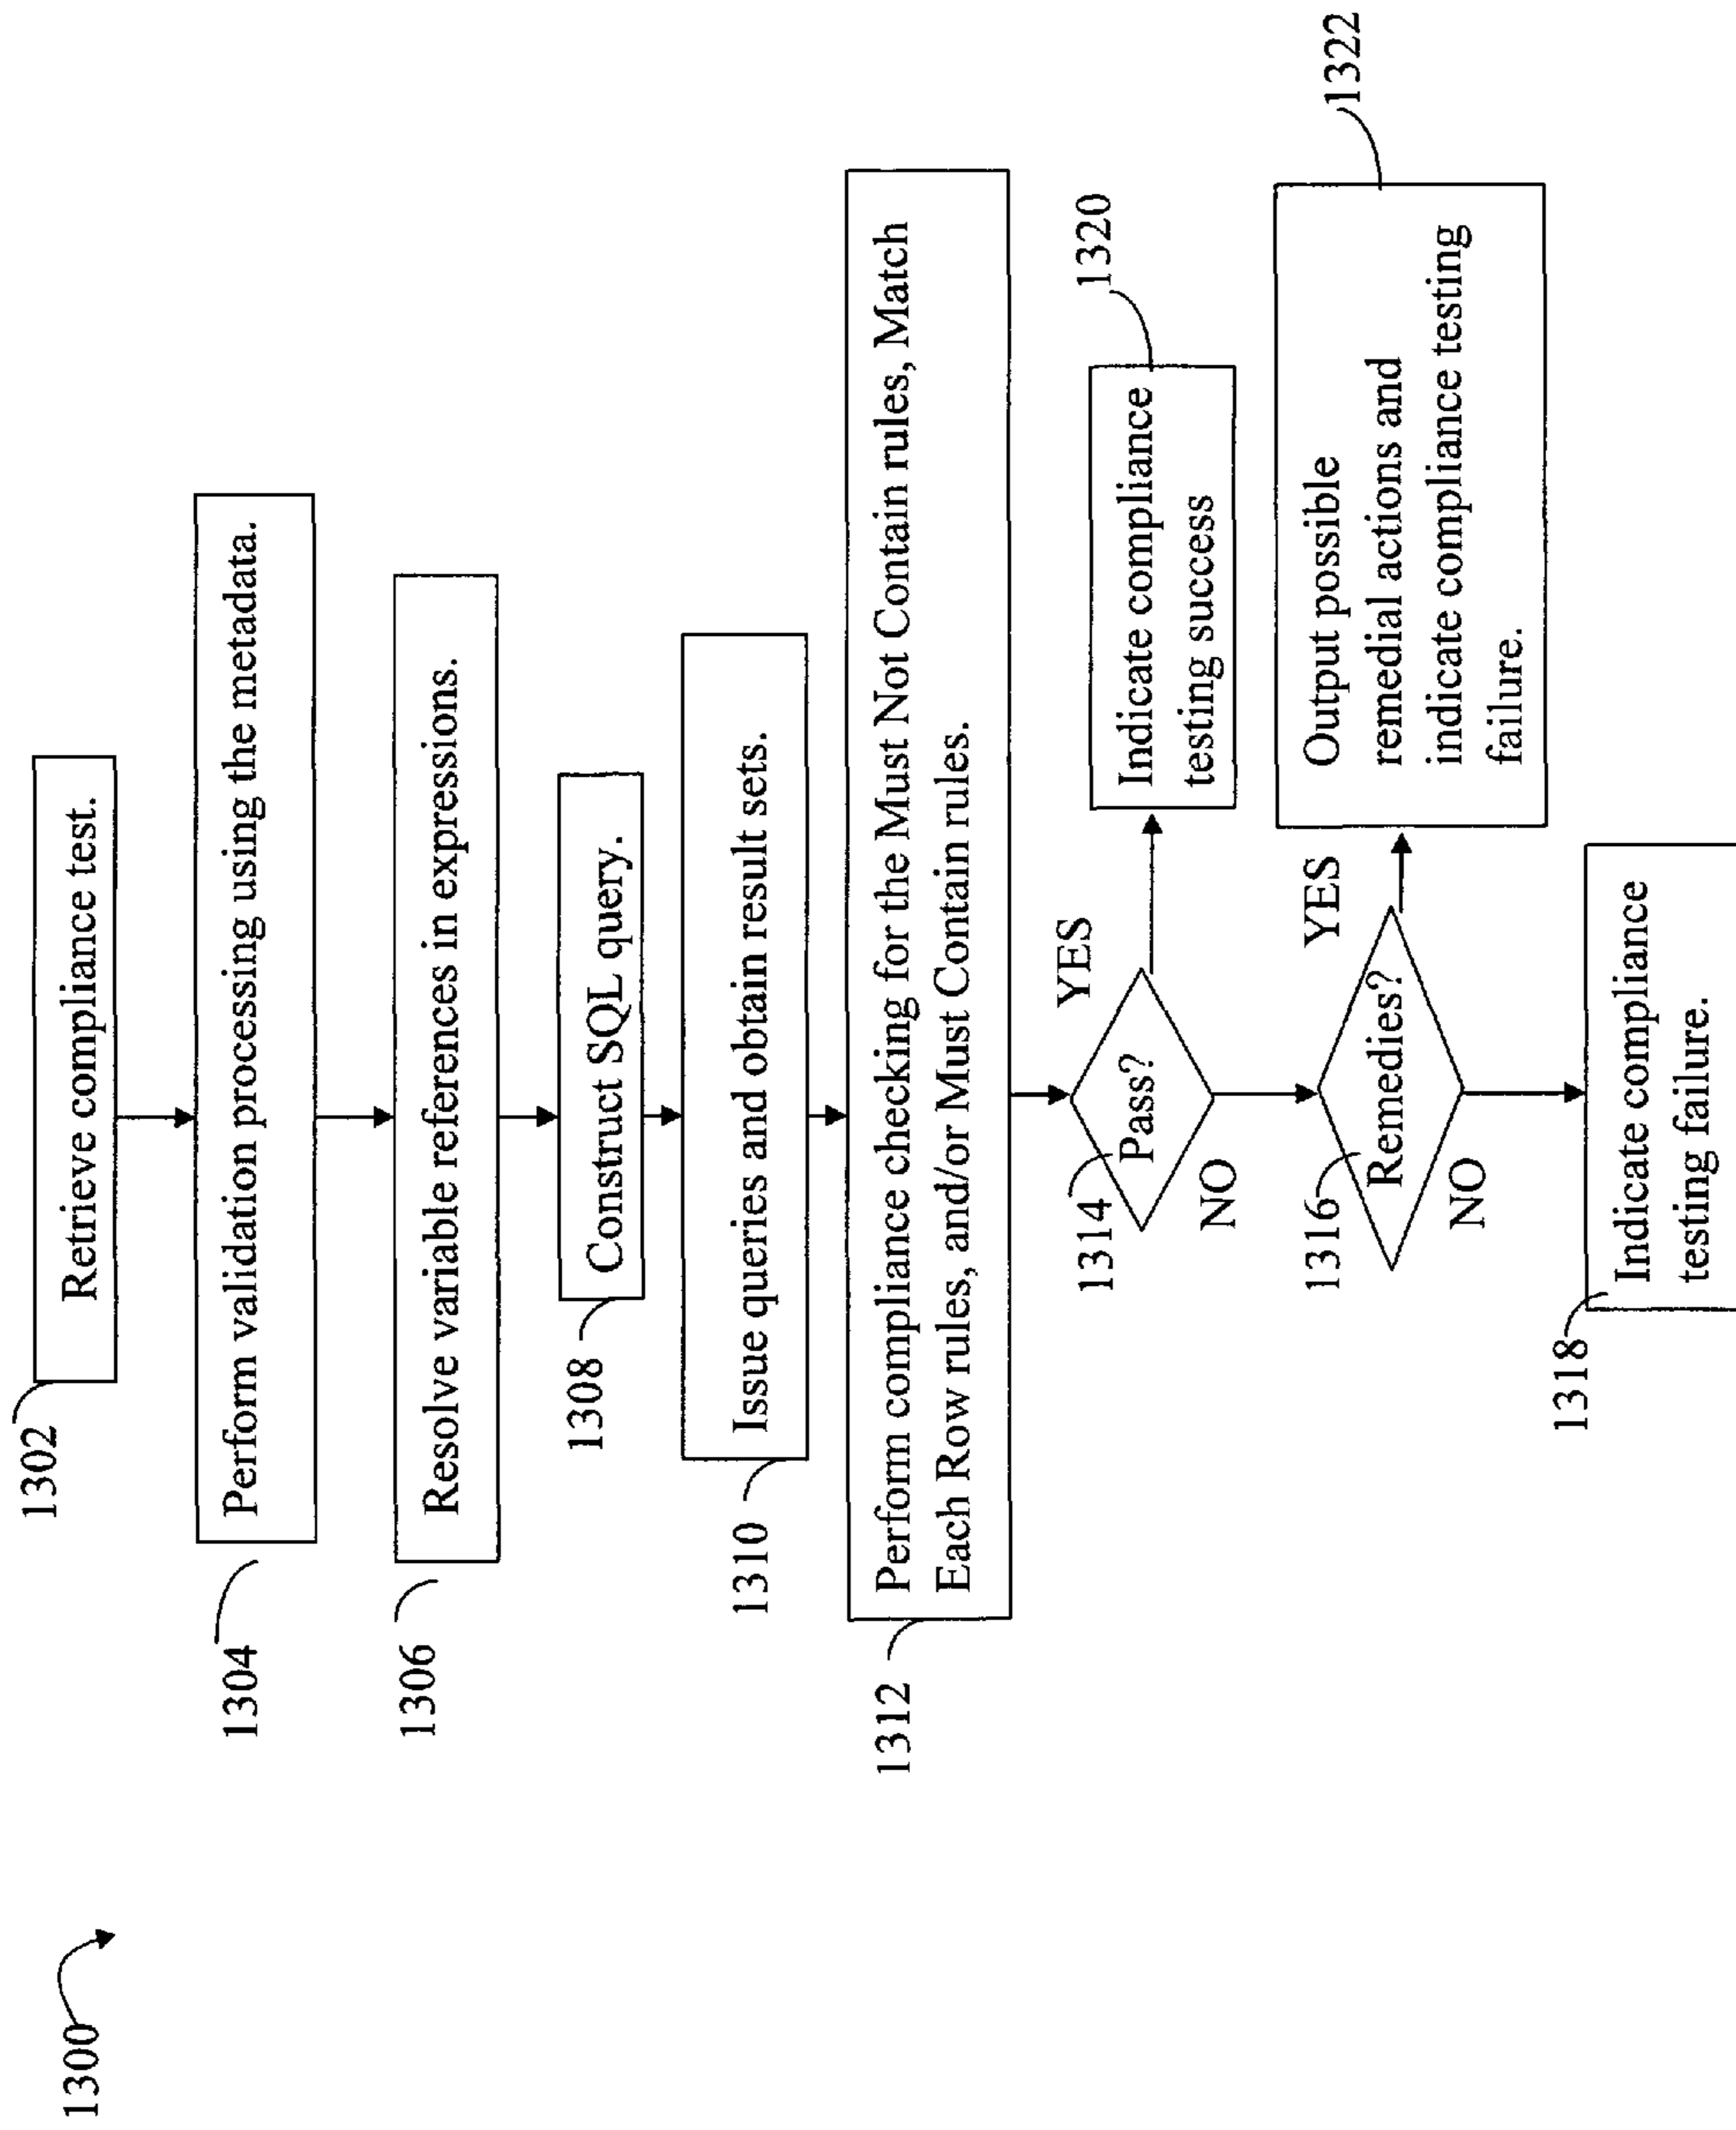 1300
1302
Retrieve compliance test.
1304
Perform validation processing using the metadata.
1306
Resolve variable references in expressions.
1308
Construct SQL query.
1310
Issue queries and obtain result sets.
1312
Perform compliance checking for the Must Not Contain rules, Match
Each Row rules, and/or Must Contain rules.
1314
Pass?
YES
NO
1320
Indicate compliance
testing success
1316
Remedies?
YES
NO
1322
Output possible
remedial actions and
indicate compliance testing
failure.
1318
Indicate compliance
testing failure.